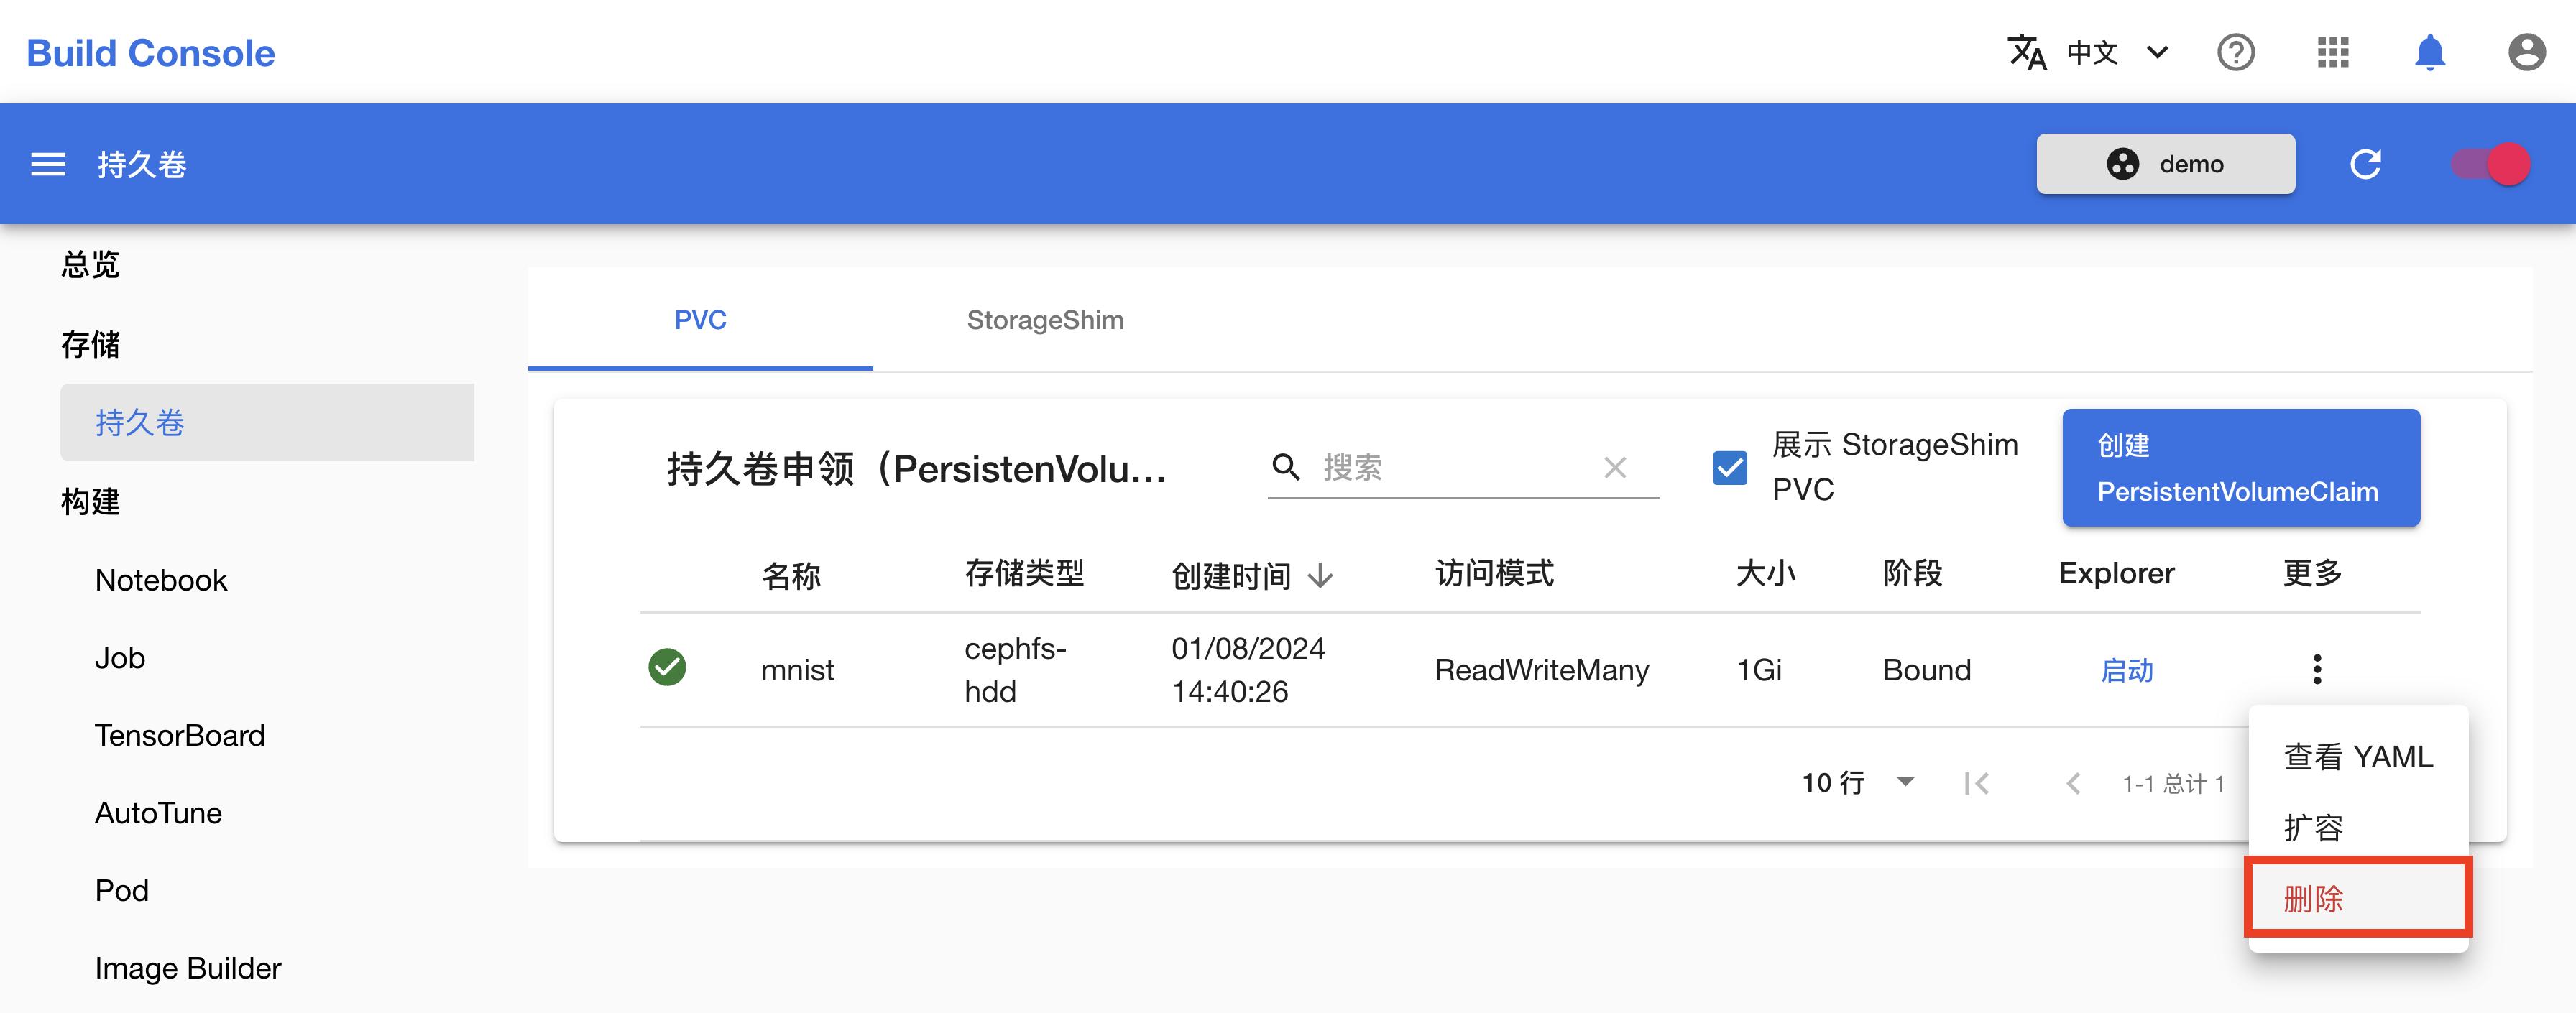 Build Console
中文
持久卷
demo
总览
存储
持久卷
构建
Notebook
Job
TensorBoard
AutoTune
Pod
Image Builder
PVC
StorageShim
持久卷申领（PersistenVolu...
搜索
展示 StorageShim
PVC
创建
PersistentVolumeClaim
名称
存储类型
创建时间
访问模式
大小
阶段
Explorer
更多
mnist
cephfs-
hdd
01/08/2024
14:40:26
ReadWriteMany
1Gi
Bound
启动
10 行
1-1 总计 1
查看 YAML
扩容
删除